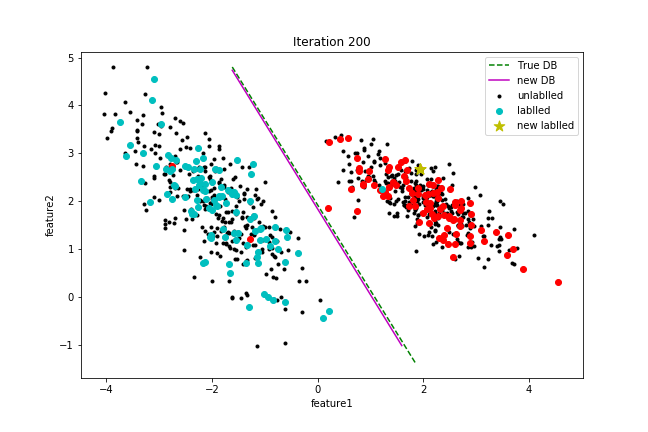 Iteration 200
True DB
new DB
unlablled
lablled
new lablled
5
4
3
2
1
0
−1
feature2
−4
−2
0
2
4
feature1